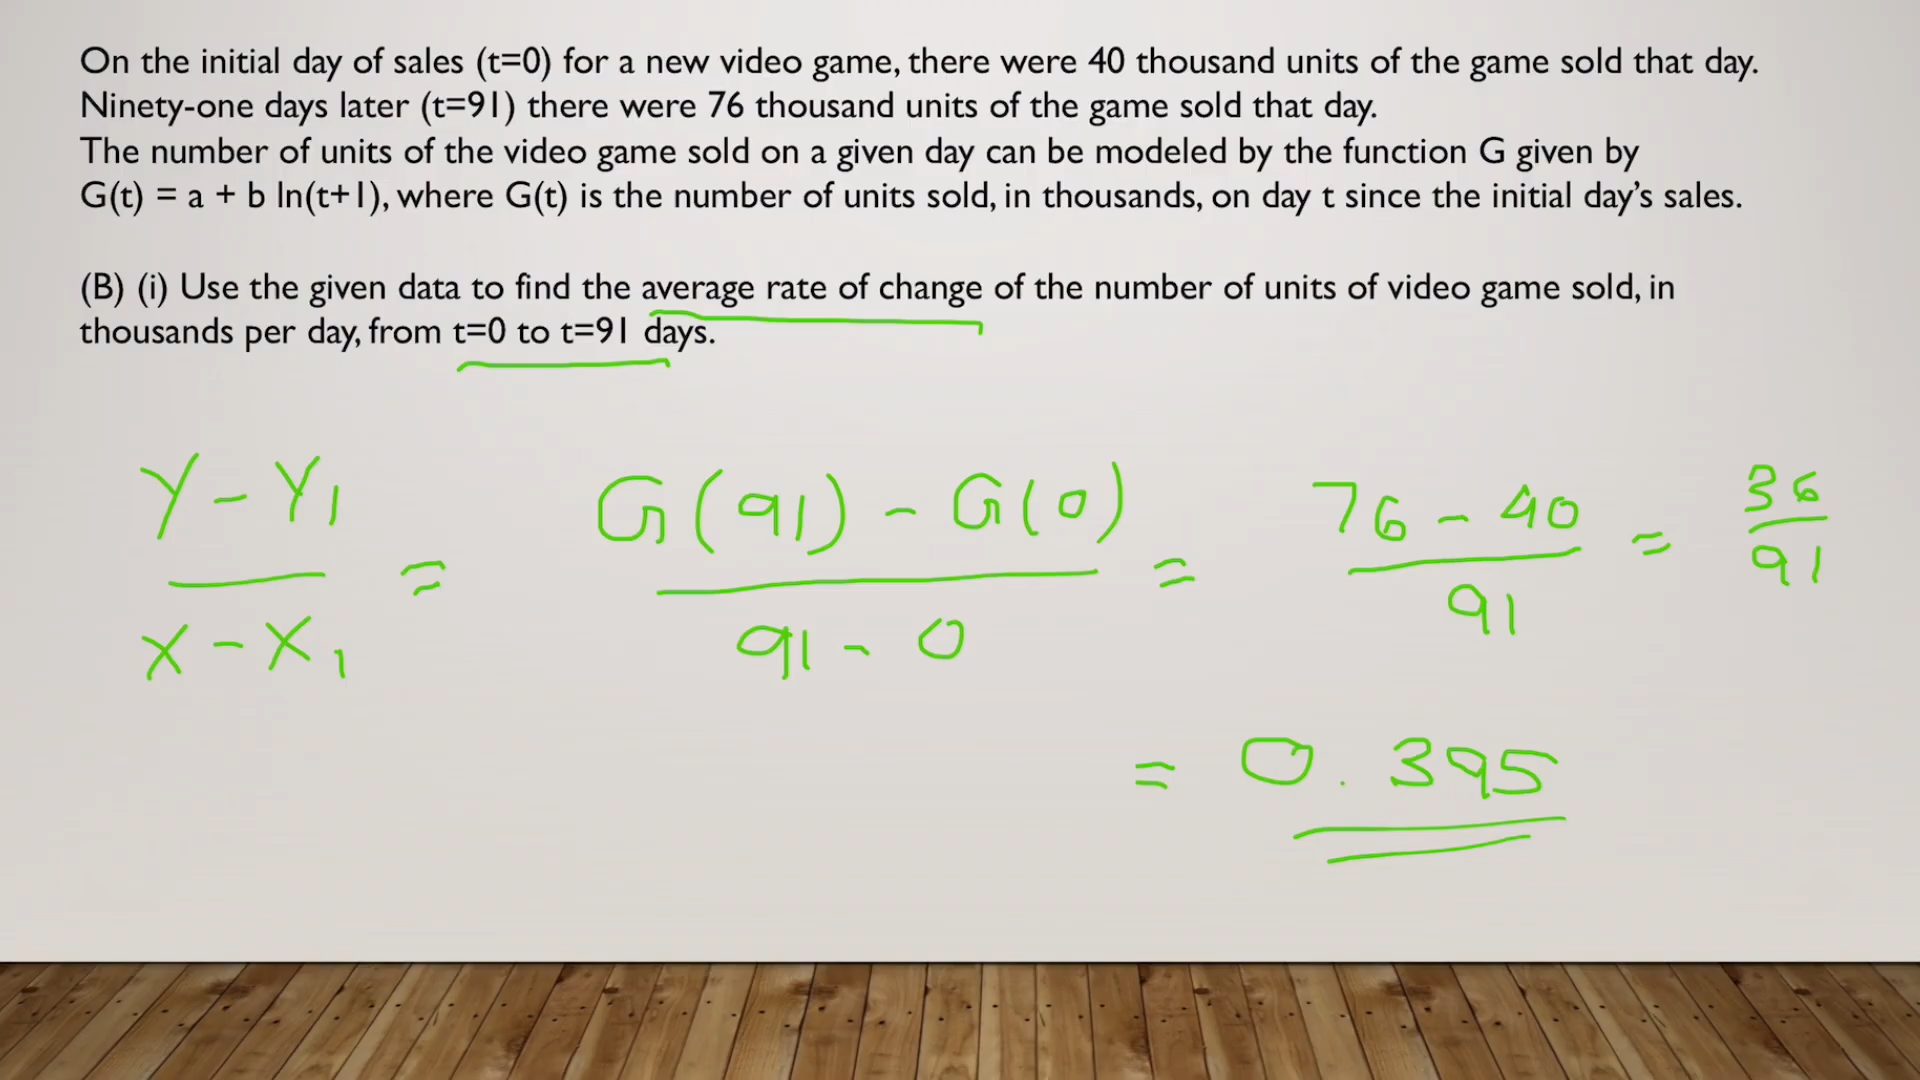 On the initial day of sales (t=0) for a new video game, there were 40 thousand units of the game sold that day.
Ninety-one days later (t=91) there were 76 thousand units of the game sold that day.
The number of units of the video game sold on a given day can be modeled by the function G given by
G(t) = a + b ln(t+1), where G(t) is the number of units sold, in thousands, on day t since the initial day’s sales.
(B) (i) Use the given data to find the average rate of change of the number of units of video game sold, in
thousands per day, from t=0 to t=91 days.
Y - Y1 / X - X1 = G(91) - G(0) / 91 - 0 = 76 - 40 / 91 = 36 / 91
= 0.395